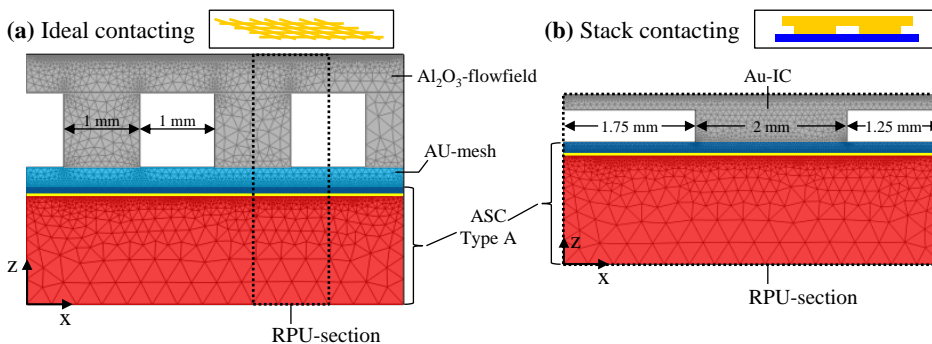 (a) Ideal contacting
Al₂O₃-flowfield
1 mm
1 mm
AU-mesh
ASC
Type A
z
x
RPU-section
(b) Stack contacting
Au-IC
1.75 mm
2 mm
1.25 mm
z
x
RPU-section